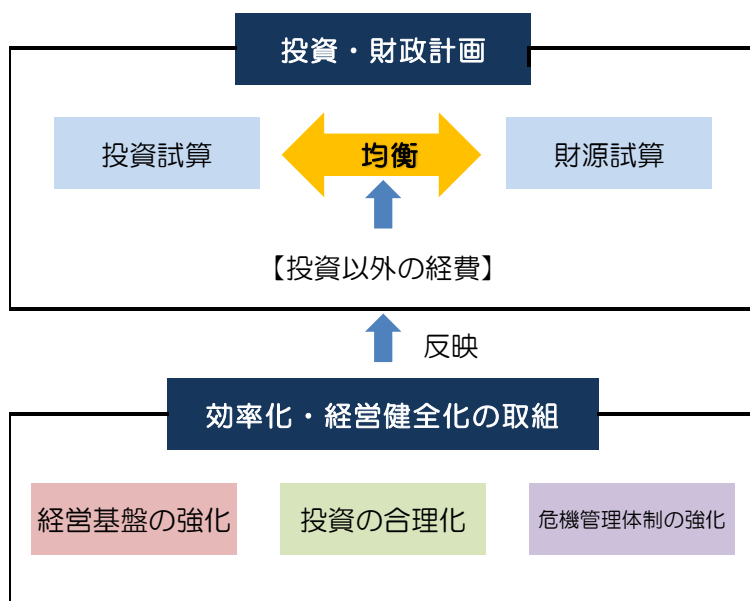 投資・財政計画
投資試算
均衡
財源試算
【投資以外の経費】
反映
効率化・経営健全化の取組
経営基盤の強化
投資の合理化
危機管理体制の強化